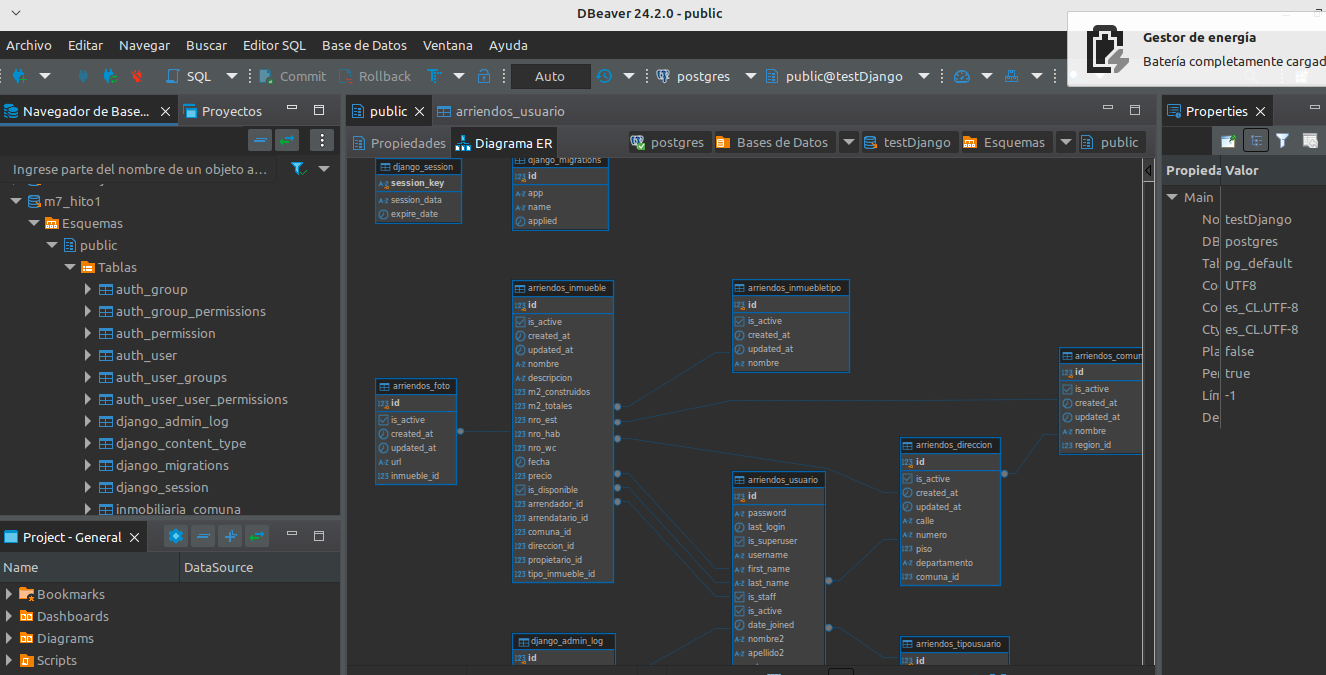 DBeaver 24.2.0 - public
Gestor de energía
Batería completamente cargad
Archivo Editar Navegar Buscar Editor SQL Base de Datos Ventana Ayuda
SQL Commit Rollback Auto postgres public@testDjango
Navegador de Base... Proyectos
public arriendos_usuario
Properties
Propiedades Diagrama ER
postgres Bases de Datos testDjango Esquemas public
Ingrese parte del nombre de un objeto a...
m7_hito1
Esquemas
public
Tablas
auth_group
auth_group_permissions
auth_permission
auth_user
auth_user_groups
auth_user_user_permissions
django_admin_log
django_content_type
django_migrations
django_session
inmobiliaria_comuna
Project - General
Name DataSource
Bookmarks
Dashboards
Diagrams
Scripts
django_session
session_key
session_data
expire_date
django_migrations
id
app
name
applied
arriendos_inmueble
id
is_active
created_at
updated_at
nombre
descripcion
m2_construidos
m2_totales
nro_est
nro_hab
nro_wc
fecha
precio
is_disponible
arrendador_id
arrendatario_id
comuna_id
direccion_id
propietario_id
tipo_inmueble_id
arriendos_foto
id
is_active
created_at
updated_at
url
inmueble_id
arriendos_inmuebletipo
id
is_active
created_at
updated_at
nombre
arriendos_comun
id
is_active
created_at
updated_at
nombre
region_id
arriendos_direccion
id
is_active
created_at
updated_at
calle
numero
piso
departamento
comuna_id
arriendos_usuario
id
password
last_login
is_superuser
username
first_name
last_name
is_staff
is_active
date_joined
nombre2
apellido2
django_admin_log
id
arriendos_tipousuario
id
Propieda Valor
Main
No testDjango
DB postgres
Tal pg_default
Co UTF8
Co es_CL.UTF-8
Cty es_CL.UTF-8
Pla false
Pe true
Lím -1
De